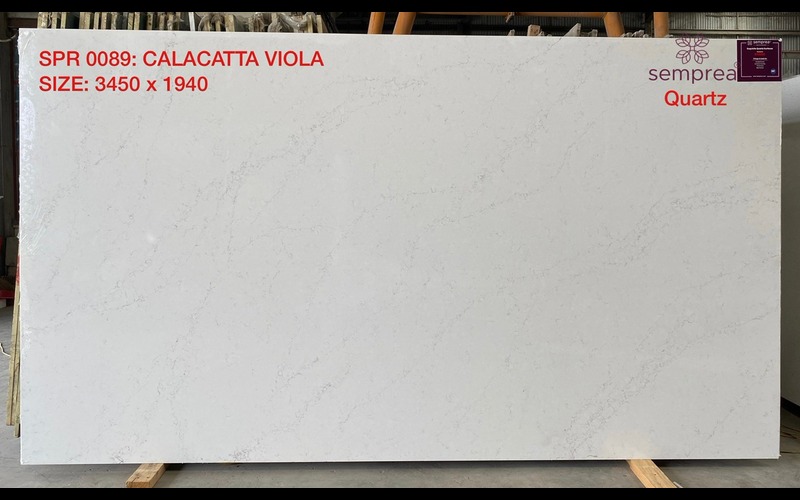 SPR 0089: CALACATTA VIOLA
SIZE: 3450 x 1940
semprea
Quartz